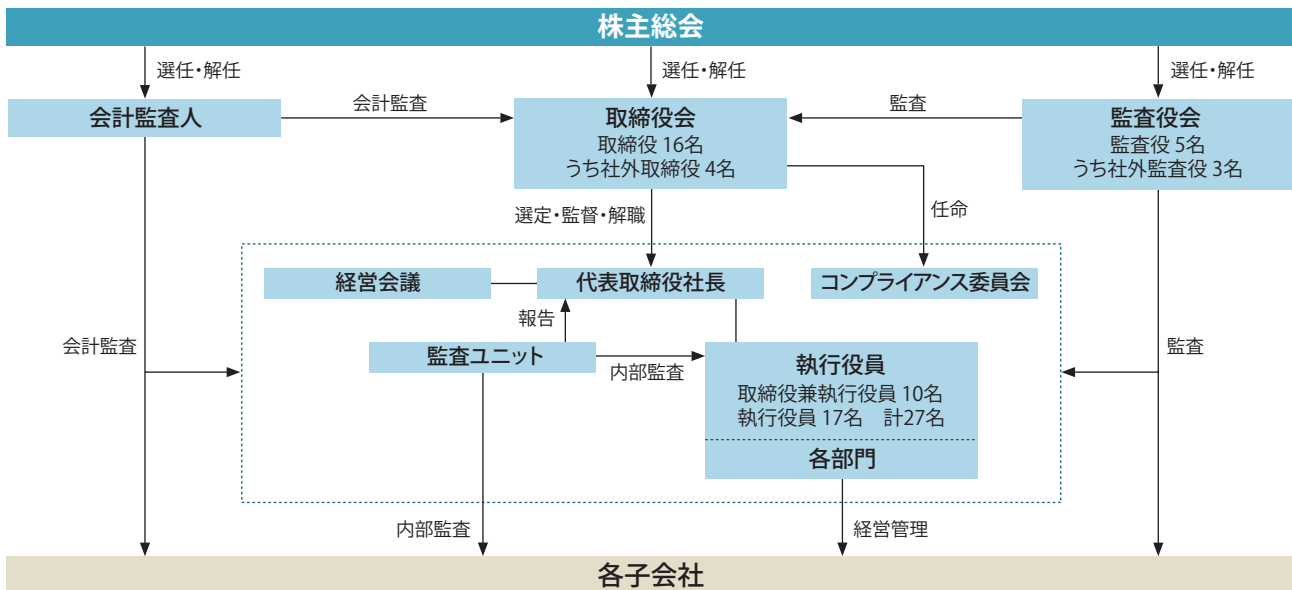 株主総会
選任・解任
選任・解任
選任・解任
会計監査人
会計監査
取締役会
取締役 16名
うち社外取締役 4名
監査
監査役会
監査役 5名
うち社外監査役 3名
選定・監督・解職
任命
経営会議
代表取締役社長
コンプライアンス委員会
報告
会計監査
監査ユニット
内部監査
執行役員
取締役兼執行役員 10名
執行役員 17名　計27名
各部門
監査
内部監査
経営管理
各子会社